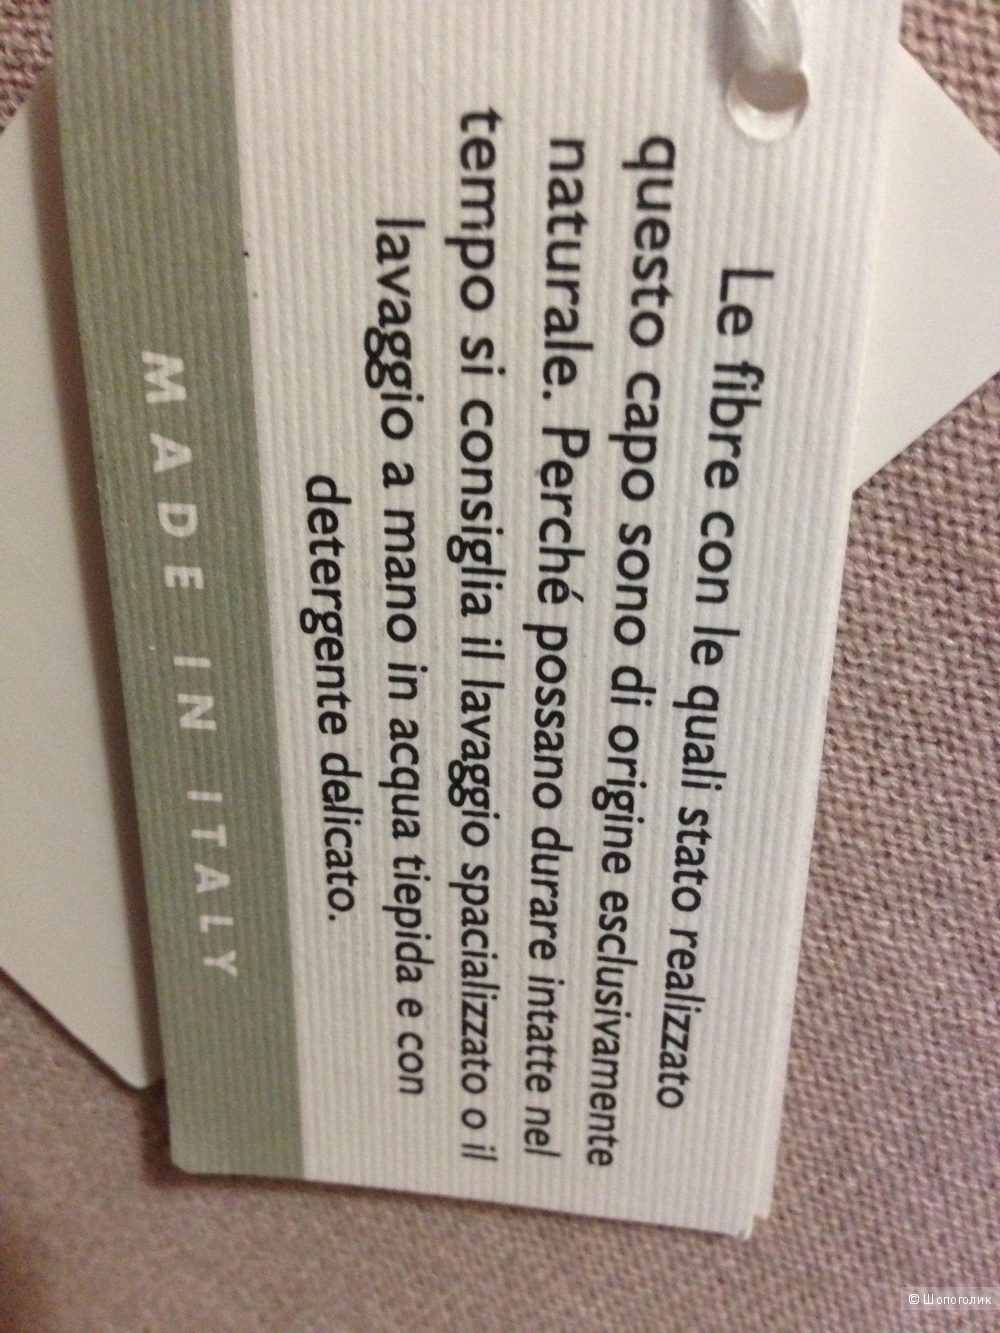 Le fibre con le quali stato realizzato
questo capo sono di origine esclusivamente
naturale. Perché possano durare intatte nel
tempo si consiglia il lavaggio spacializzato o il
lavaggio a mano in acqua tiepida e con
detergente delicato.
MADE IN ITALY
© Шопоголик